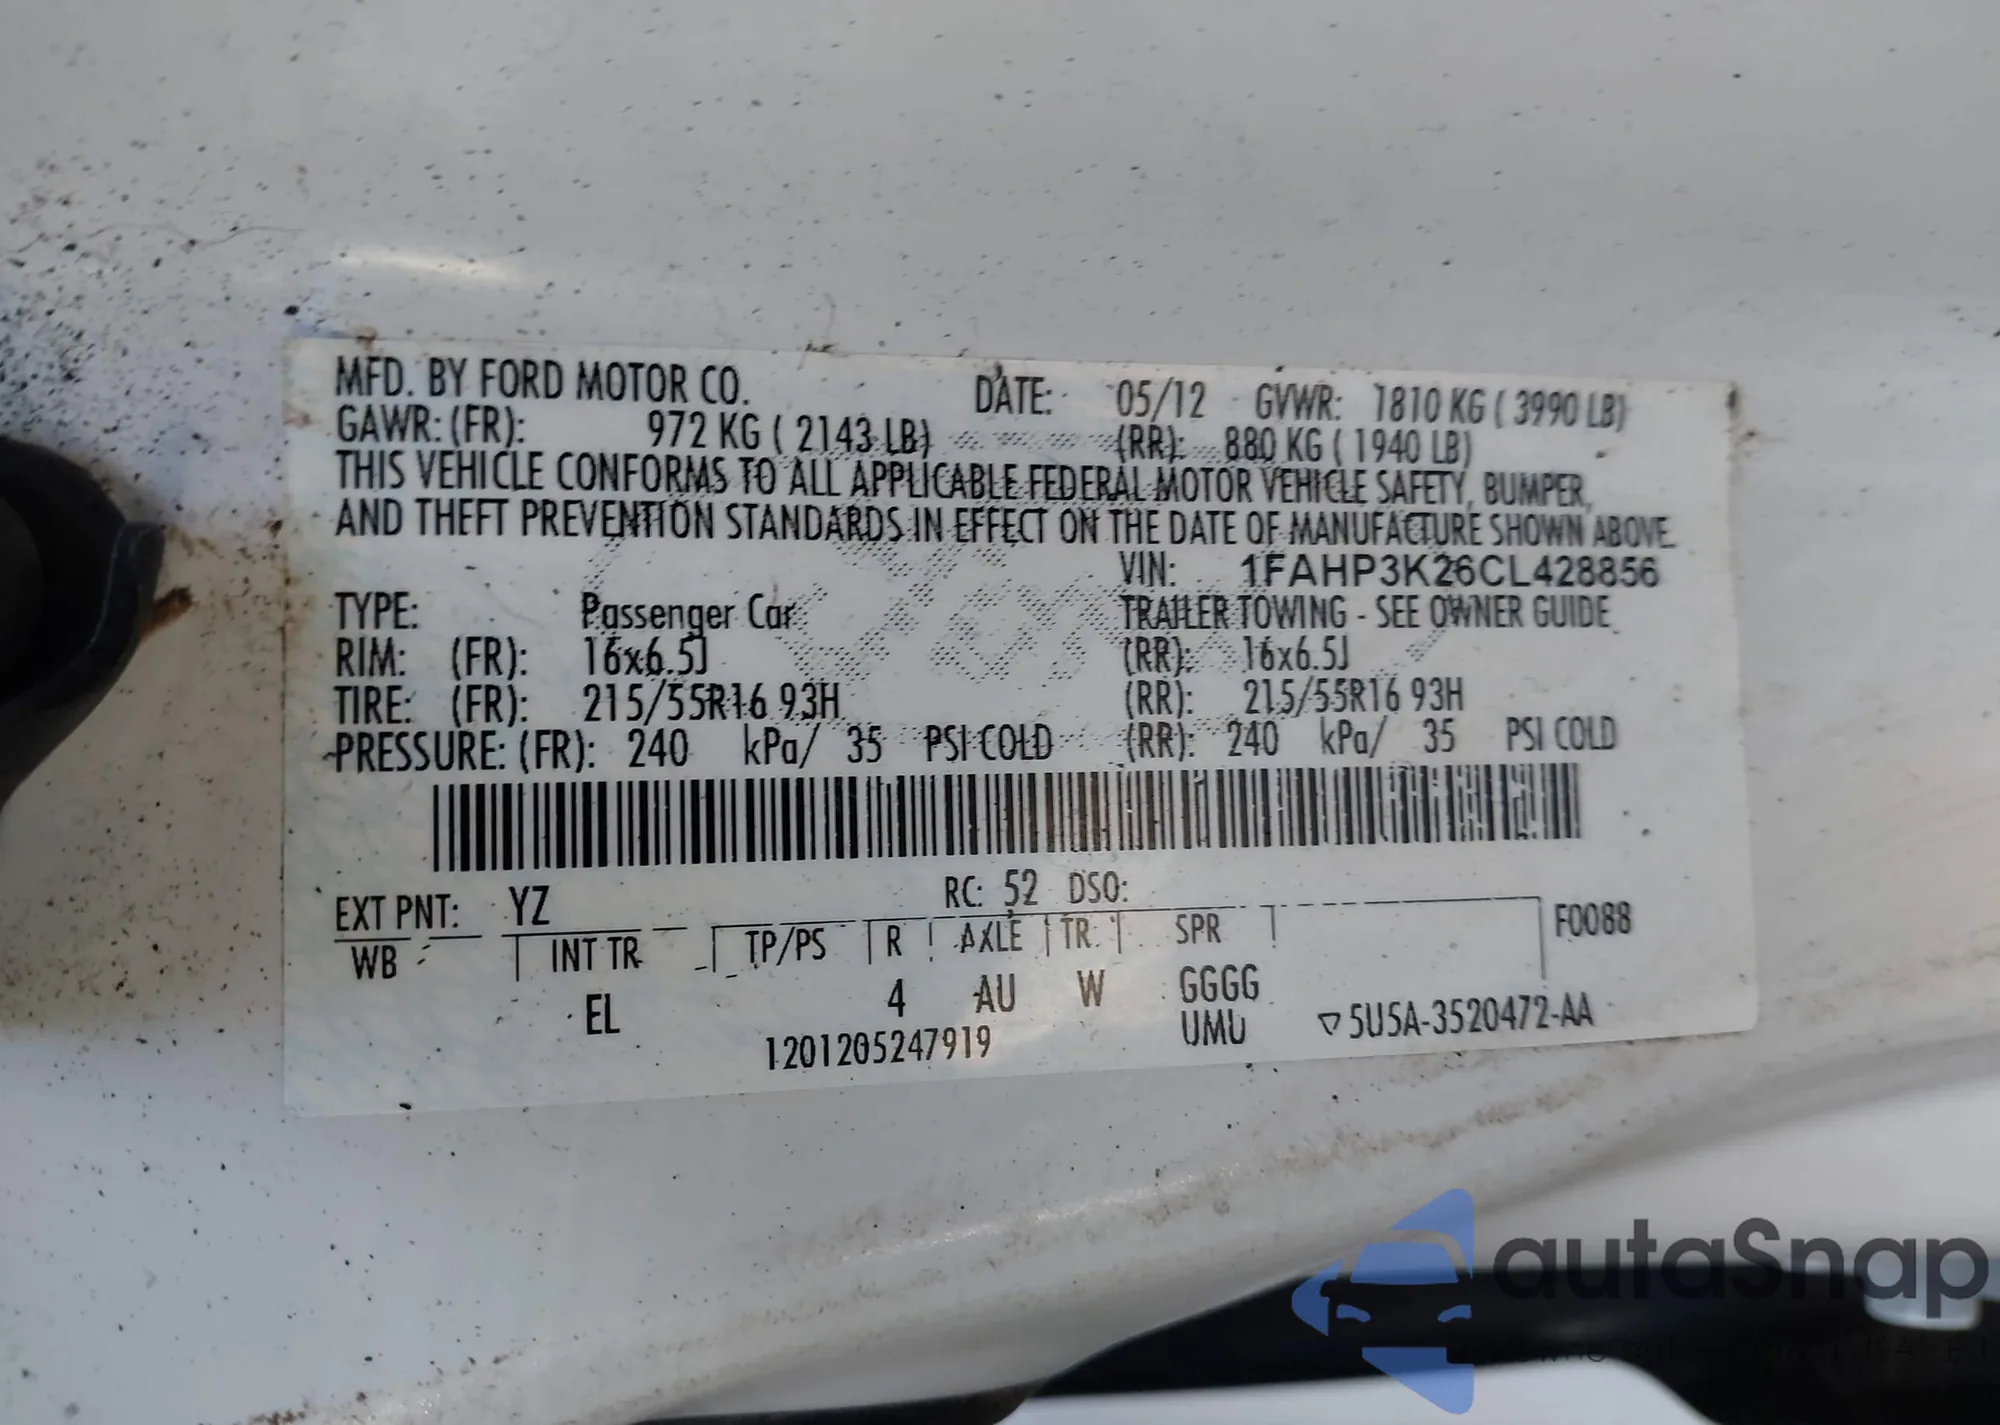 MFD. BY FORD MOTOR CO. DATE: 05/12 GVWR: 1810 KG ( 3990 LB)
GAWR: (FR): 972 KG ( 2143 LB) (RR): 880 KG ( 1940 LB)
THIS VEHICLE CONFORMS TO ALL APPLICABLE FEDERAL MOTOR VEHICLE SAFETY, BUMPER,
AND THEFT PREVENTION STANDARDS IN EFFECT ON THE DATE OF MANUFACTURE SHOWN ABOVE.
VIN: 1FAHP3K26CL428856
TYPE: Passenger Car TRAILER TOWING - SEE OWNER GUIDE
RIM: (FR): 16x6.5J (RR): 16x6.5J
TIRE: (FR): 215/55R16 93H (RR): 215/55R16 93H
PRESSURE: (FR): 240 kPa/ 35 PSI COLD (RR): 240 kPa/ 35 PSI COLD
EXT PNT: YZ RC: 52 DSO:
WB INT TR TP/PS R AXLE TR SPR F0088
EL 4 AU W GGGG
UMU 5U5A-3520472-AA
1201205247919
autaSnap